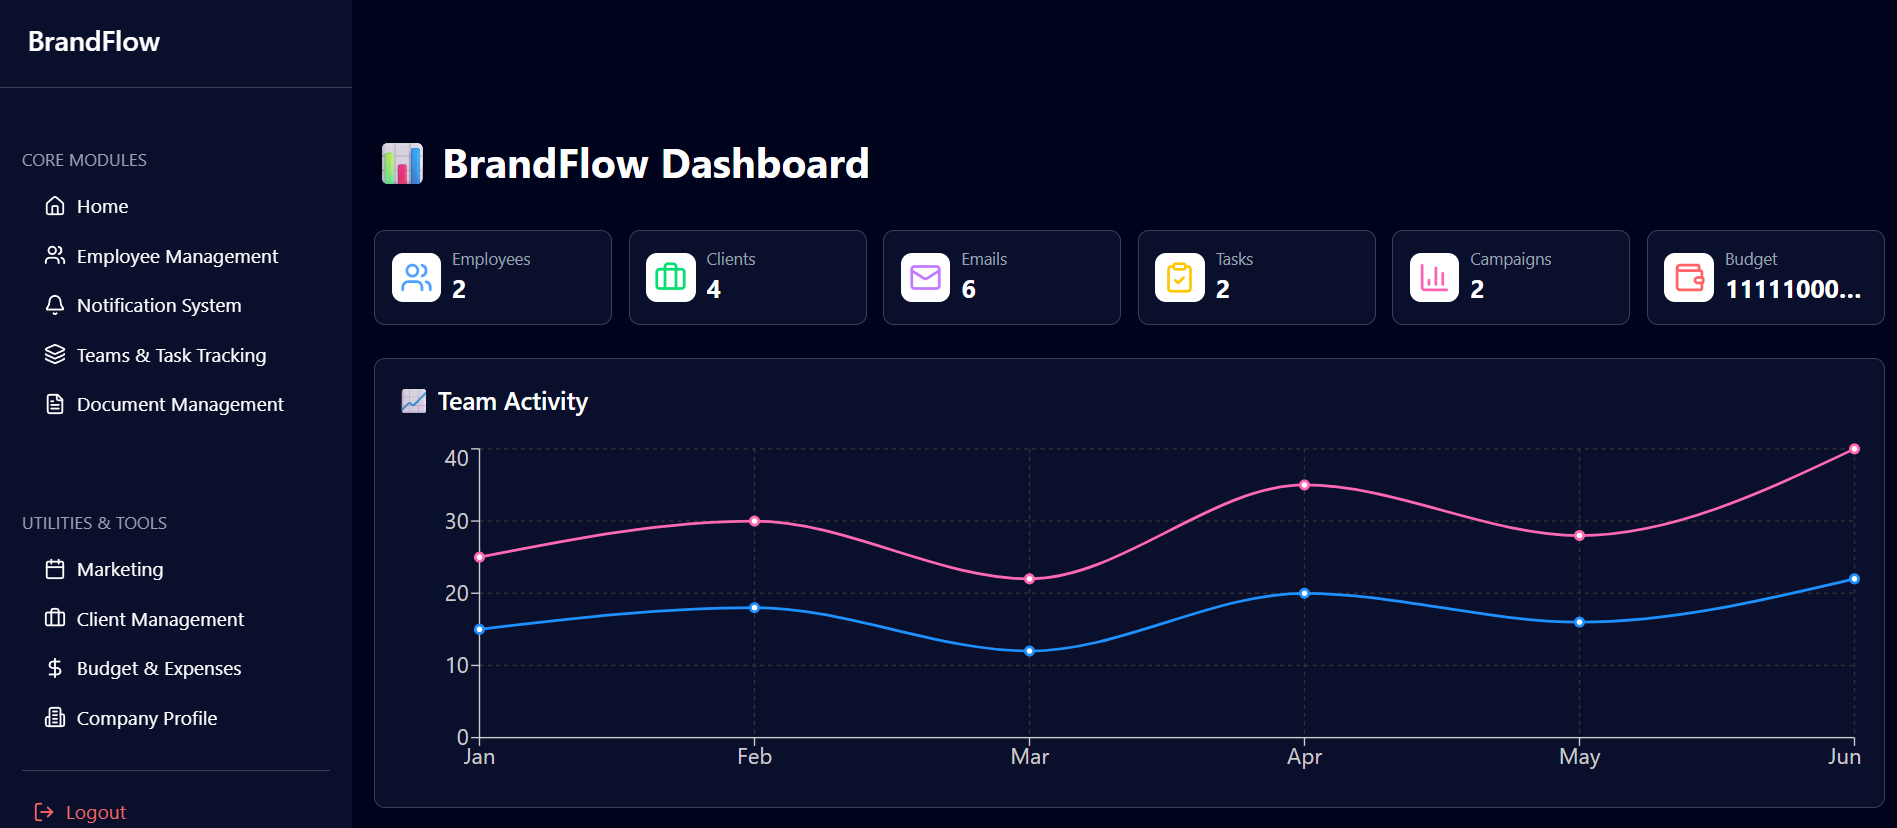 BrandFlow
CORE MODULES
Home
Employee Management
Notification System
Teams & Task Tracking
Document Management
UTILITIES & TOOLS
Marketing
Client Management
Budget & Expenses
Company Profile
Logout
BrandFlow Dashboard
Employees
2
Clients
4
Emails
6
Tasks
2
Campaigns
2
Budget
11111000...
Team Activity
40
30
20
10
0
Jan Feb Mar Apr May Jun